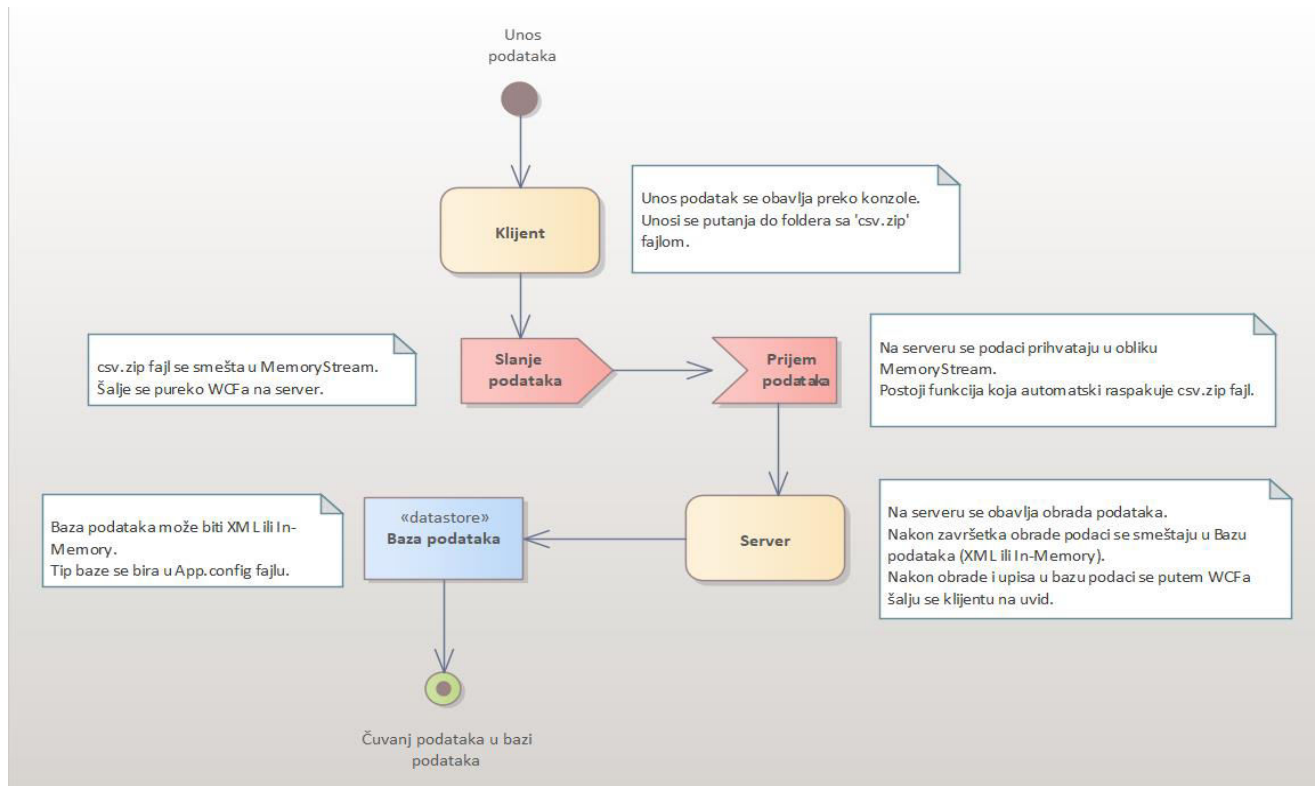 Unos
podataka
Klijent
Unos podatak se obavlja preko konzole.
Unosi se putanja do foldera sa 'csv.zip'
fajlom.
csv.zip fajl se smešta u MemoryStream.
Šalje se pureko WCFa na server.
Slanje
podataka
Prijem
podataka
Na serveru se podaci prihvataju u obliku
MemoryStream.
Postoji funkcija koja automatski raspakuje csv.zip fajl.
Baza podataka može biti XML ili In-
Memory.
Tip baze se bira u App.config fajlu.
«datastore»
Baza podataka
Server
Na serveru se obavlja obrada podataka.
Nakon završetka obrade podaci se smeštaju u Bazu
podataka (XML ili In-Memory).
Nakon obrade i upisa u bazu podaci se putem WCFa
šalju se klijentu na uvid.
Čuvanj podataka u bazi
podataka